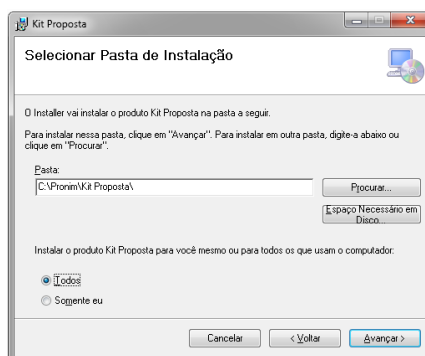 Kit Proposta
Selecionar Pasta de Instalação
O Installer vai instalar o produto Kit Proposta na pasta a seguir.
Para instalar nessa pasta, clique em "Avançar". Para instalar em outra pasta, digite-a abaixo ou
clique em "Procurar".
Pasta:
C:\Pronim\Kit Proposta\
Procurar...
Espaço Necessário em
Disco...
Instalar o produto Kit Proposta para você mesmo ou para todos os que usam o computador:
Todos
Somente eu
Cancelar
< Voltar
Avançar >